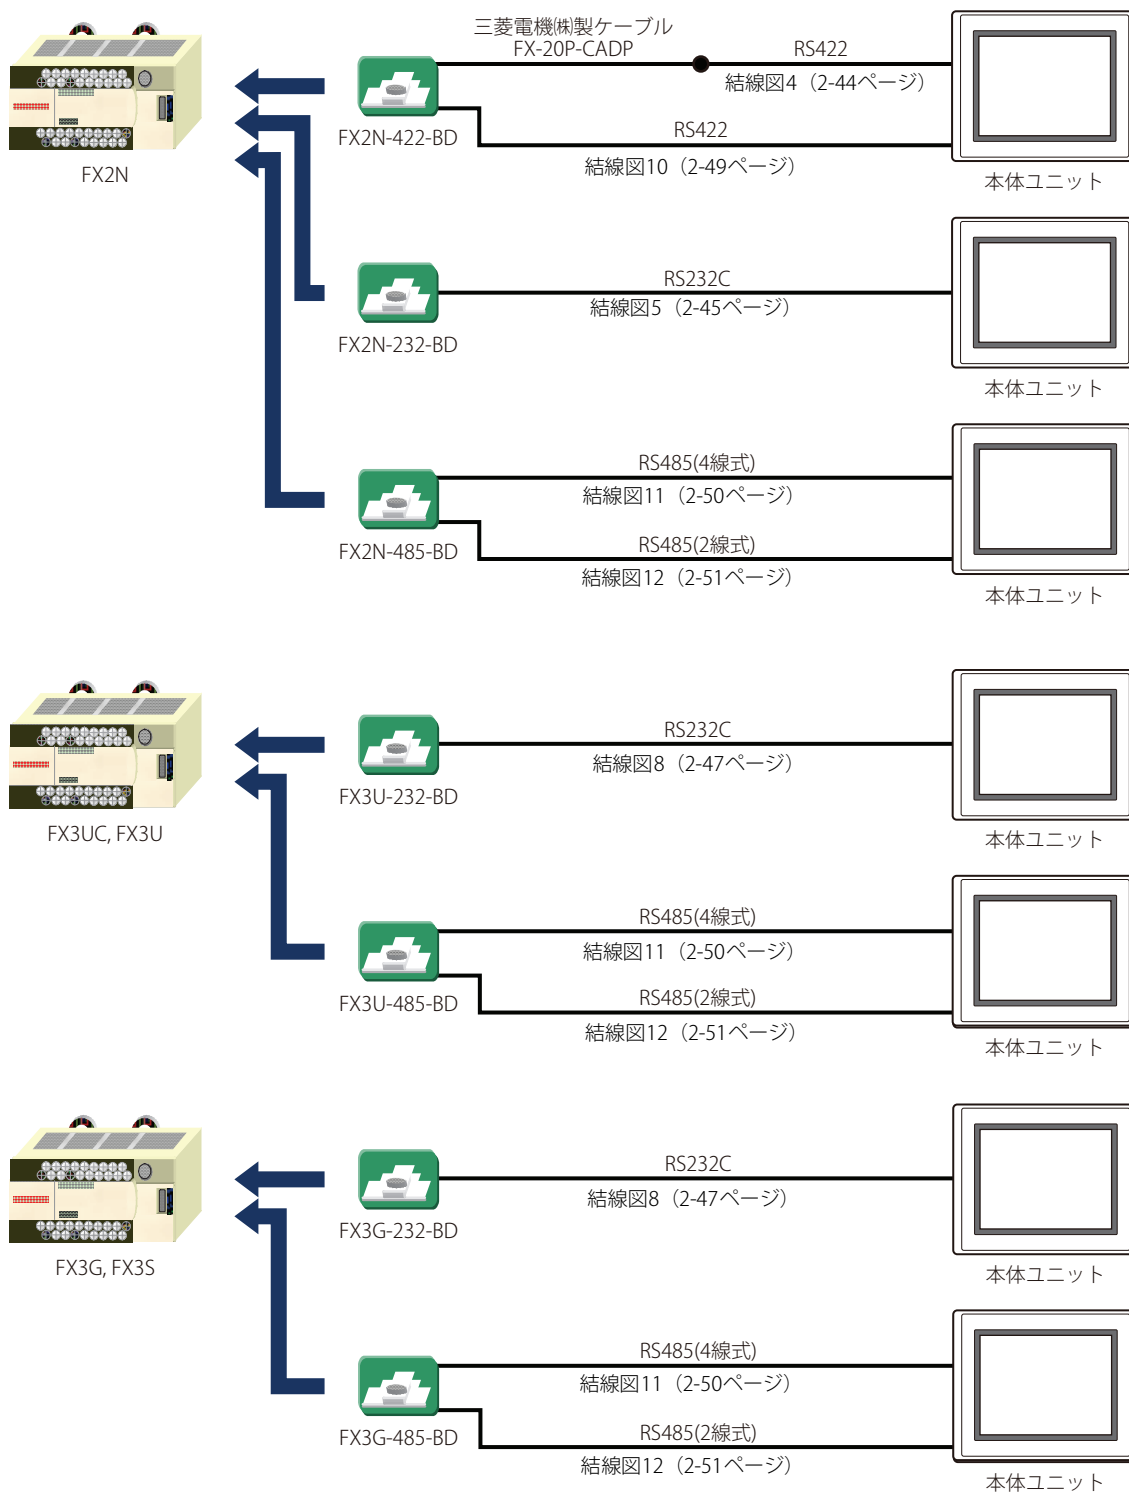 三菱電機㈱製ケーブル
FX-20P-CADP
RS422
結線図4（2-44ページ）
FX2N-422-BD
RS422
結線図10（2-49ページ）
FX2N
本体ユニット
RS232C
結線図5（2-45ページ）
FX2N-232-BD
本体ユニット
RS485(4線式)
結線図11（2-50ページ）
FX2N-485-BD
RS485(2線式)
結線図12（2-51ページ）
本体ユニット
RS232C
結線図8（2-47ページ）
FX3U-232-BD
FX3UC, FX3U
本体ユニット
RS485(4線式)
結線図11（2-50ページ）
FX3U-485-BD
RS485(2線式)
結線図12（2-51ページ）
本体ユニット
RS232C
結線図8（2-47ページ）
FX3G-232-BD
FX3G, FX3S
本体ユニット
RS485(4線式)
結線図11（2-50ページ）
FX3G-485-BD
RS485(2線式)
結線図12（2-51ページ）
本体ユニット